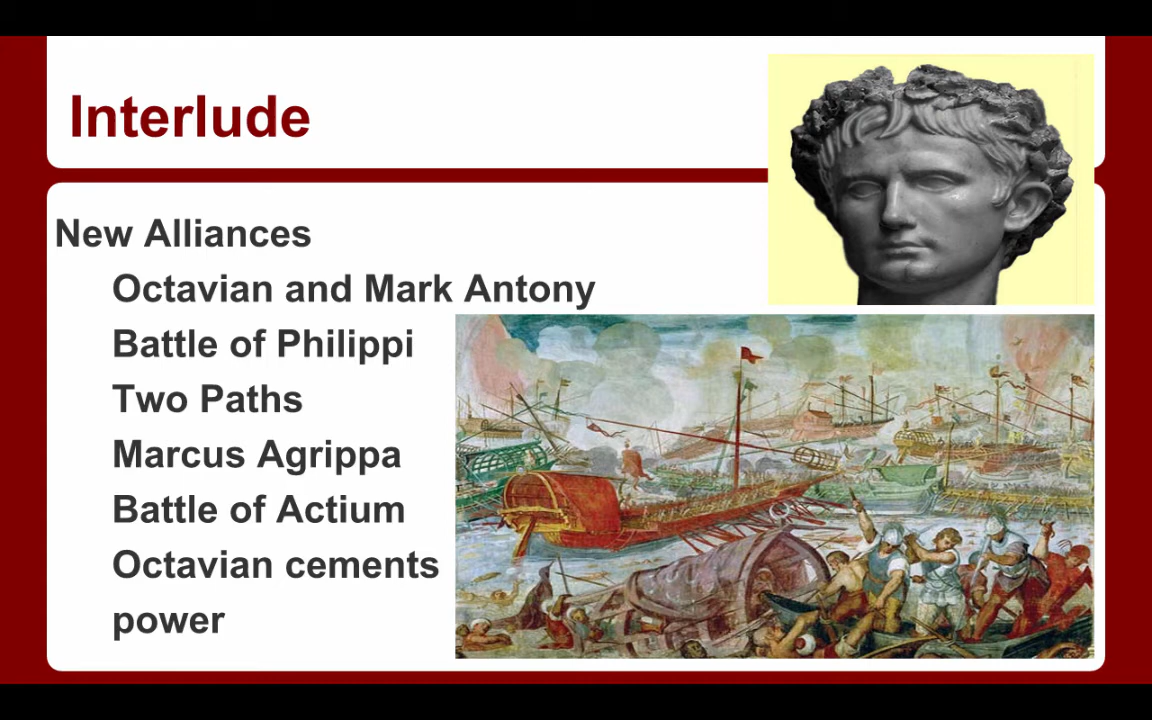 Interlude
New Alliances
Octavian and Mark Antony
Battle of Philippi
Two Paths
Marcus Agrippa
Battle of Actium
Octavian cements
power